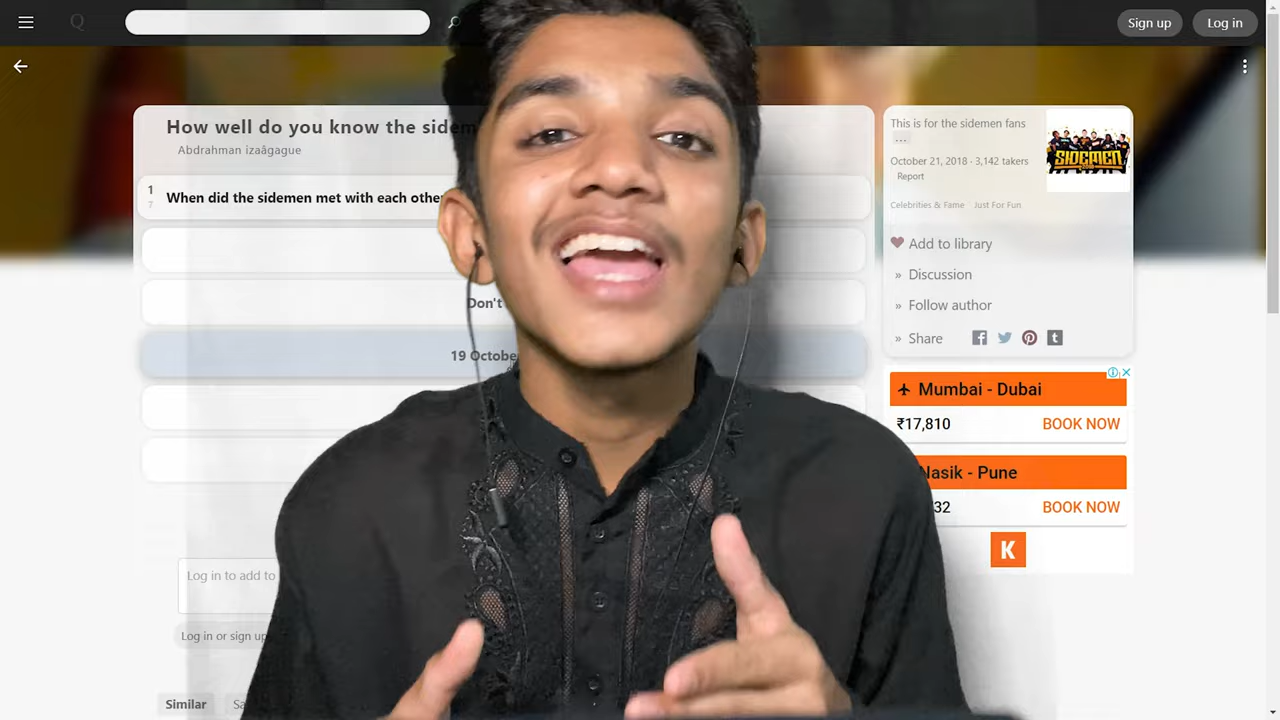 Q
Sign up
Log in
How well do you know the sidem
Abdrahman izaâgague
1
7
When did the sidemen met with each othe
Don't
19 Octobe
Log in to add to
Log in or sign up
Similar
Sa
This is for the sidemen fans
...
SIDEMEN
October 21, 2018 · 3,142 takers
Report
Celebrities & Fame Just For Fun
Add to library
» Discussion
» Follow author
» Share
Mumbai - Dubai
₹17,810 BOOK NOW
Nasik - Pune
32 BOOK NOW
K